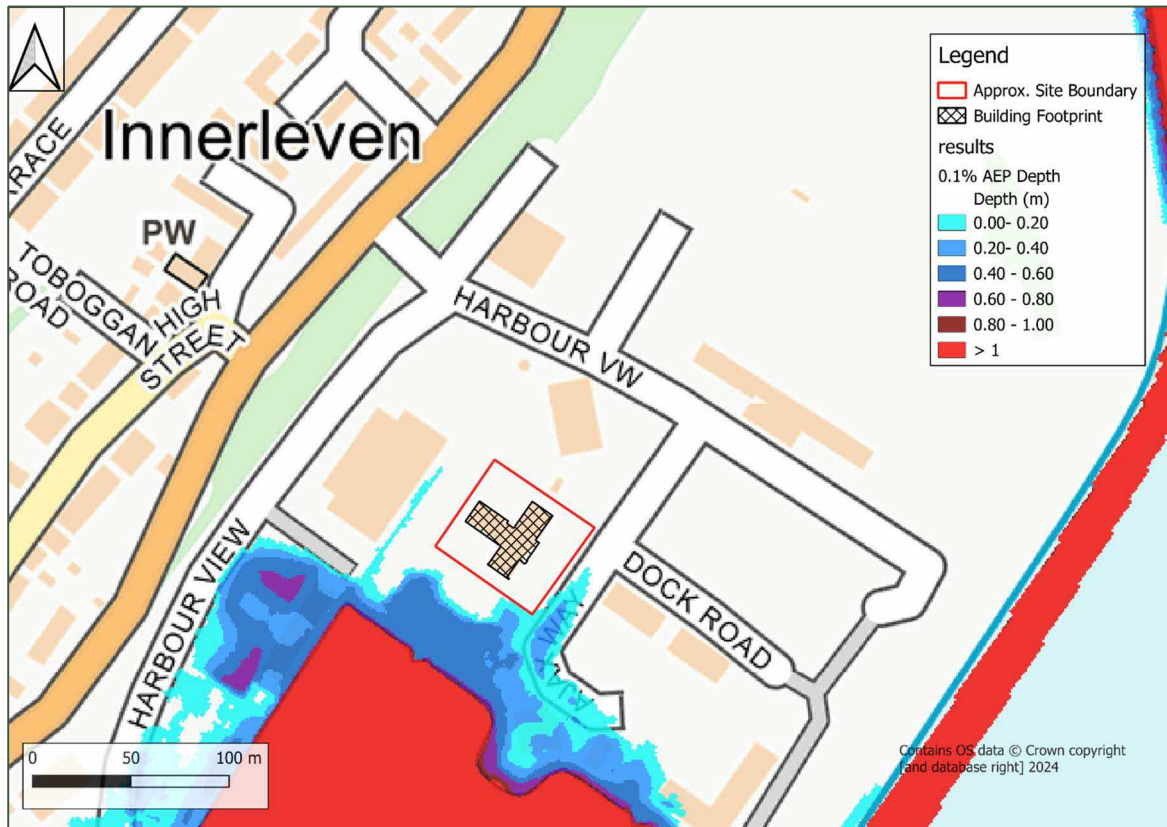 Innerleven
RRACE
PW
TOBOGGAN
ROAD
HIGH
STREET
HARBOUR VW
HARBOUR VIEW
DOCK ROAD
AJAX WAY
Legend
Approx. Site Boundary
Building Footprint
results
0.1% AEP Depth
Depth (m)
0.00- 0.20
0.20- 0.40
0.40 - 0.60
0.60 - 0.80
0.80 - 1.00
> 1
0 50 100 m
Contains OS data © Crown copyright
[and database right] 2024